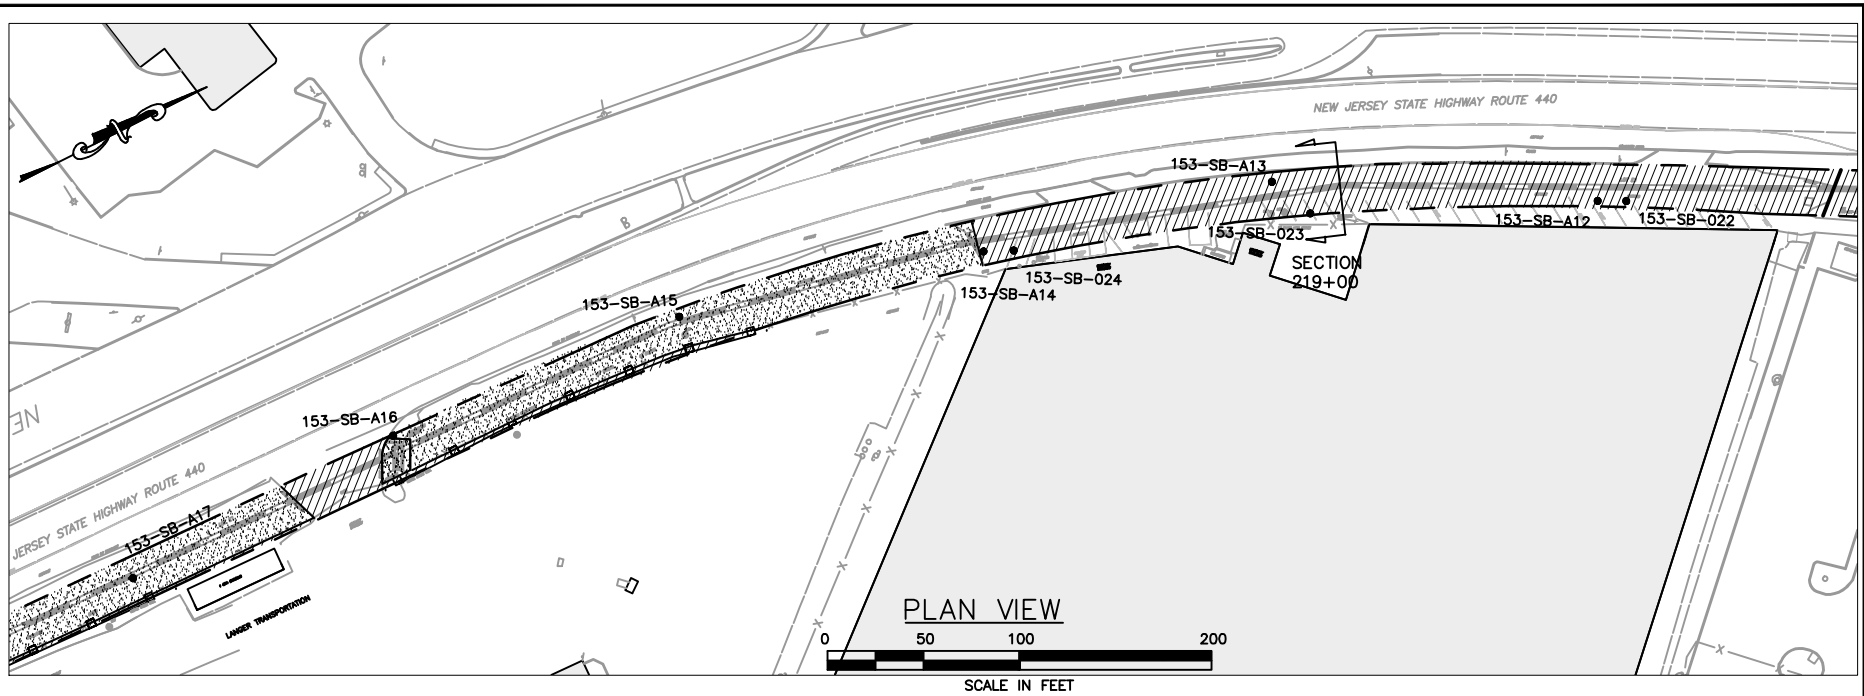 NEW JERSEY STATE HIGHWAY ROUTE 440
153-SB-A13
153-SB-A12
153-SB-022
153-SB-023
SECTION
219+00
153-SB-024
153-SB-A14
153-SB-A15
153-SB-A16
B
NE
JERSEY STATE HIGHWAY ROUTE 440
153-SB-A17
LANGER TRANSPORTATION
PLAN VIEW
0 50 100 200
SCALE IN FEET